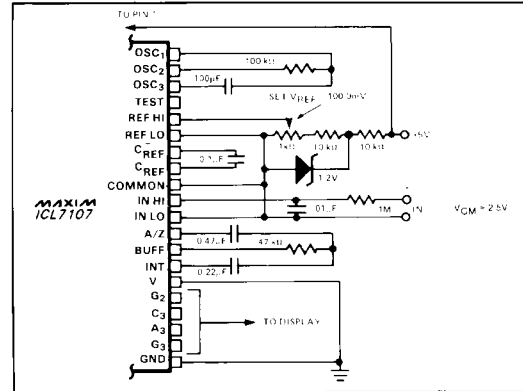 TO PIN 1
OSC1
OSC2
OSC3
TEST
REF HI
REF LO
CREF
CREF
COMMON
IN HI
IN LO
A/Z
BUFF
INT
V
G2
C3
A3
G3
GND
MAXIM
ICL7107
100 kΩ
100µF
SET VREF
100.0mV
1kΩ
10 kΩ
10 kΩ
+5V
0.1µF
1.2V
.01µF
1M
IN
0.47µF
47 kΩ
0.22µF
TO DISPLAY
VCM = 2.5V